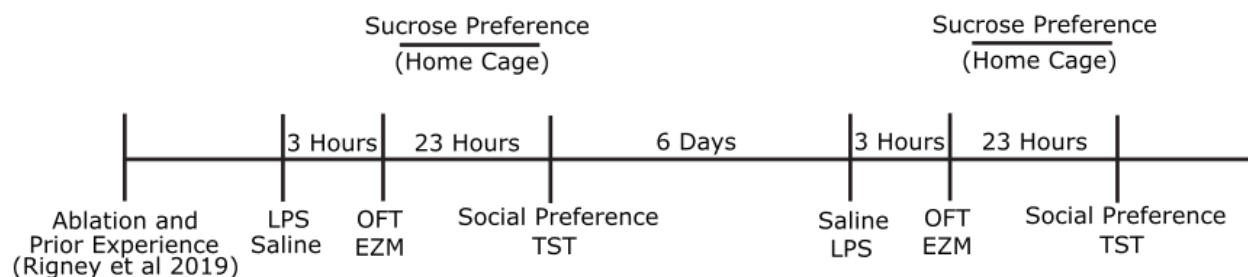 Sucrose Preference
(Home Cage)
Sucrose Preference
(Home Cage)
3 Hours
23 Hours
6 Days
3 Hours
23 Hours
Ablation and
Prior Experience
(Rigney et al 2019)
LPS
Saline
OFT
EZM
Social Preference
TST
Saline
LPS
OFT
EZM
Social Preference
TST